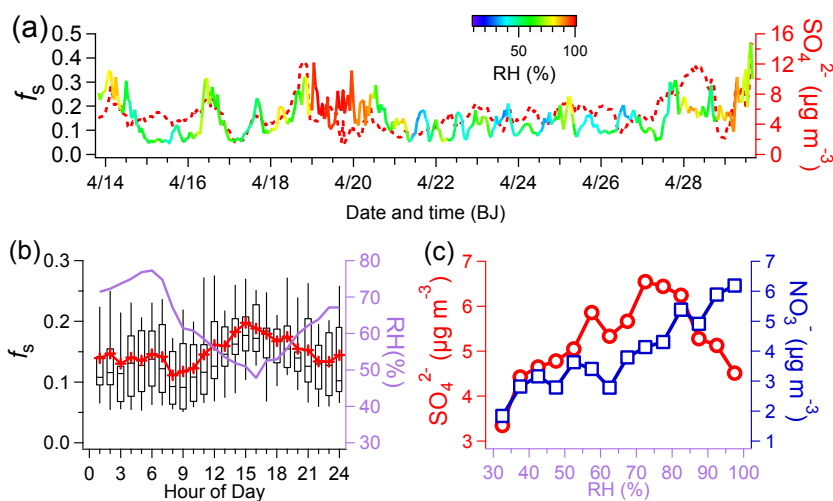 (a)
0.5
0.4
0.3
0.2
0.1
0.0
fs
50 100
RH (%)
16
12
8
4
0
SO4 2- (μg m-3)
4/14 4/16 4/18 4/20 4/22 4/24 4/26 4/28
Date and time (BJ)
(b)
0.3
0.2
0.1
0.0
fs
80
70
60
50
40
30
RH(%)
0 3 6 9 12 15 18 21 24
Hour of Day
(c)
7
6
5
4
3
SO4 2- (μg m-3)
7
6
5
4
3
2
1
NO3 - (μg m-3)
30 40 50 60 70 80 90 100
RH (%)